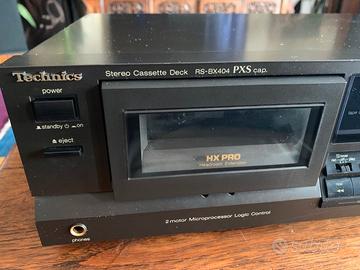 Technics
Stereo Cassette Deck RS-BX404 PXS cap.
power
standby on
eject
HX PRO
Headroom Extension
phones
2 motor Microprocessor Logic Control
subito